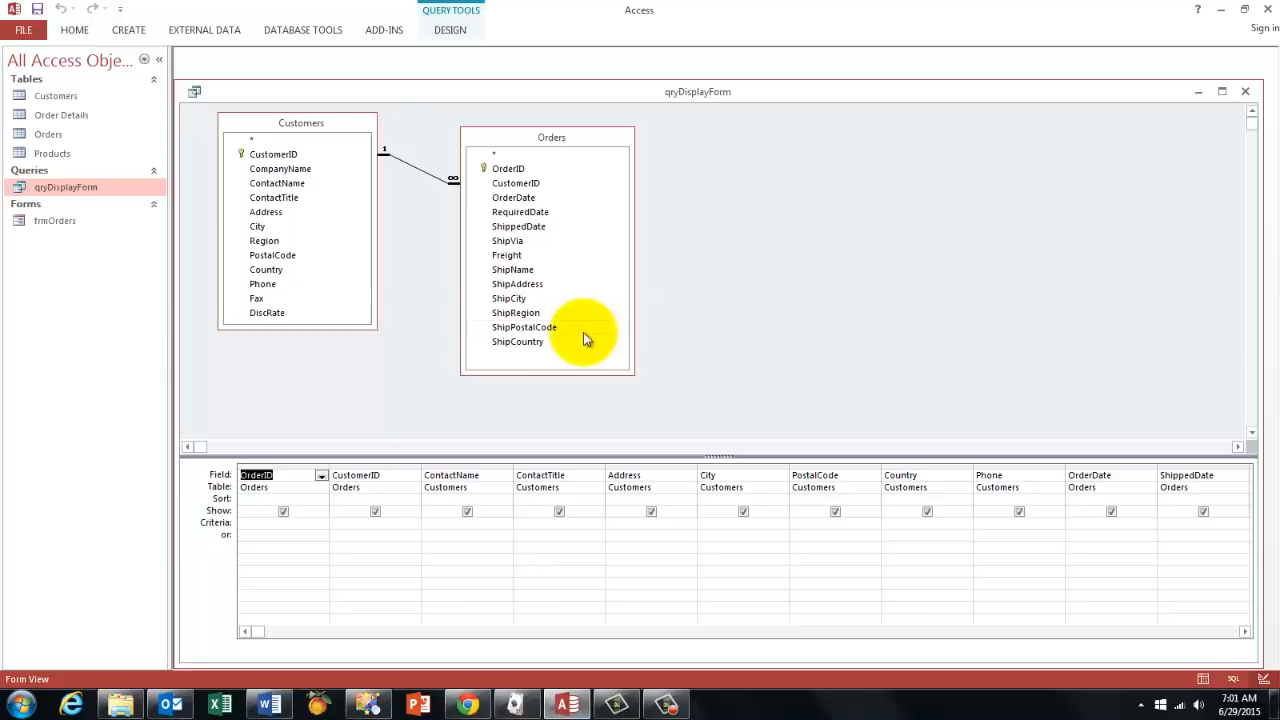 QUERY TOOLS
Access
FILE
HOME
CREATE
EXTERNAL DATA
DATABASE TOOLS
ADD-INS
DESIGN
Sign in
All Access Obje...
Tables
Customers
Order Details
Orders
Products
Queries
qryDisplayForm
Forms
frmOrders
qryDisplayForm
Customers
*
CustomerID
CompanyName
ContactName
ContactTitle
Address
City
Region
PostalCode
Country
Phone
Fax
DiscRate
1
∞
Orders
*
OrderID
CustomerID
OrderDate
RequiredDate
ShippedDate
ShipVia
Freight
ShipName
ShipAddress
ShipCity
ShipRegion
ShipPostalCode
ShipCountry
Field: OrderID CustomerID ContactName ContactTitle Address City PostalCode Country Phone OrderDate ShippedDate
Table: Orders Orders Customers Customers Customers Customers Customers Customers Customers Orders Orders
Sort:
Show:
Criteria:
or:
Form View
SQL
7:01 AM
6/29/2015